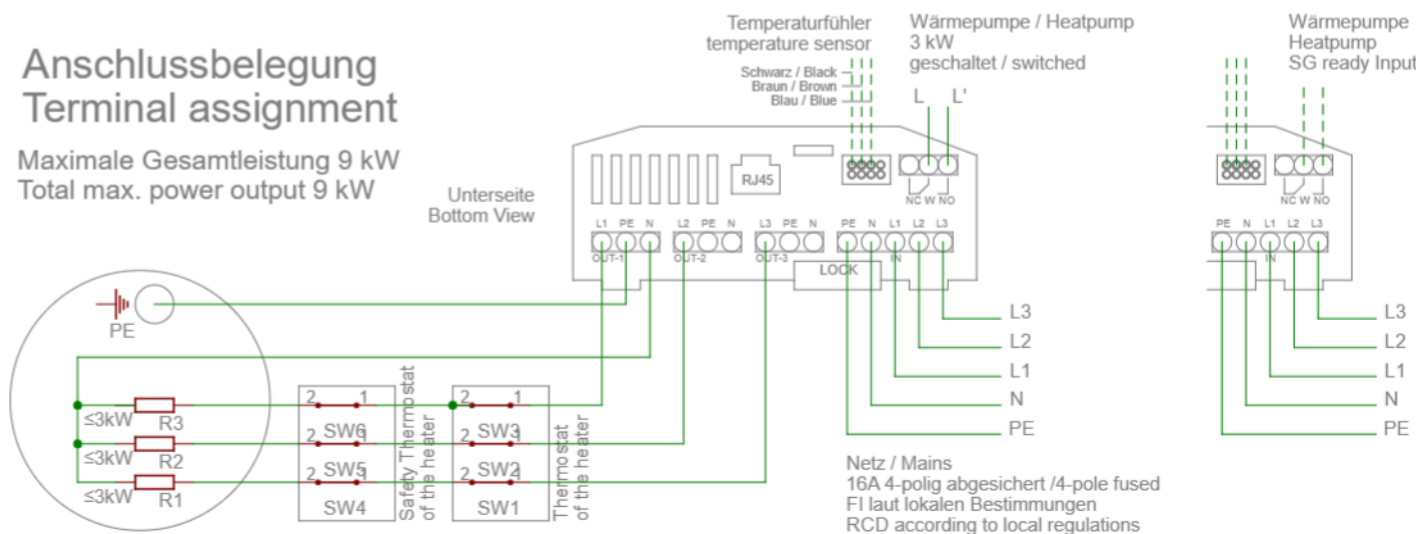 Anschlussbelegung
Terminal assignment
Maximale Gesamtleistung 9 kW
Total max. power output 9 kW
Temperaturfühler
temperature sensor
Schwarz / Black
Braun / Brown
Blau / Blue
Wärmepumpe / Heatpump
3 kW
geschaltet / switched
L L'
Wärmepumpe
Heatpump
SG ready Input
Unterseite
Bottom View
RJ45
NC W NO
L1 PE N L2 PE N L3 PE N PE N L1 L2 L3
OUT-1 OUT-2 OUT-3 IN
LOCK
NC W NO
PE N L1 L2 L3
IN
L3
L2
L1
N
PE
L3
L2
L1
N
PE
PE
≤3kW R3 2 1 SW6 2 1 SW3
≤3kW R2 2 1 SW5 2 1 SW2
≤3kW R1 2 1 SW4 2 1 SW1
Safety Thermostat
of the heater
Thermostat
of the heater
Netz / Mains
16A 4-polig abgesichert /4-pole fused
FI laut lokalen Bestimmungen
RCD according to local regulations